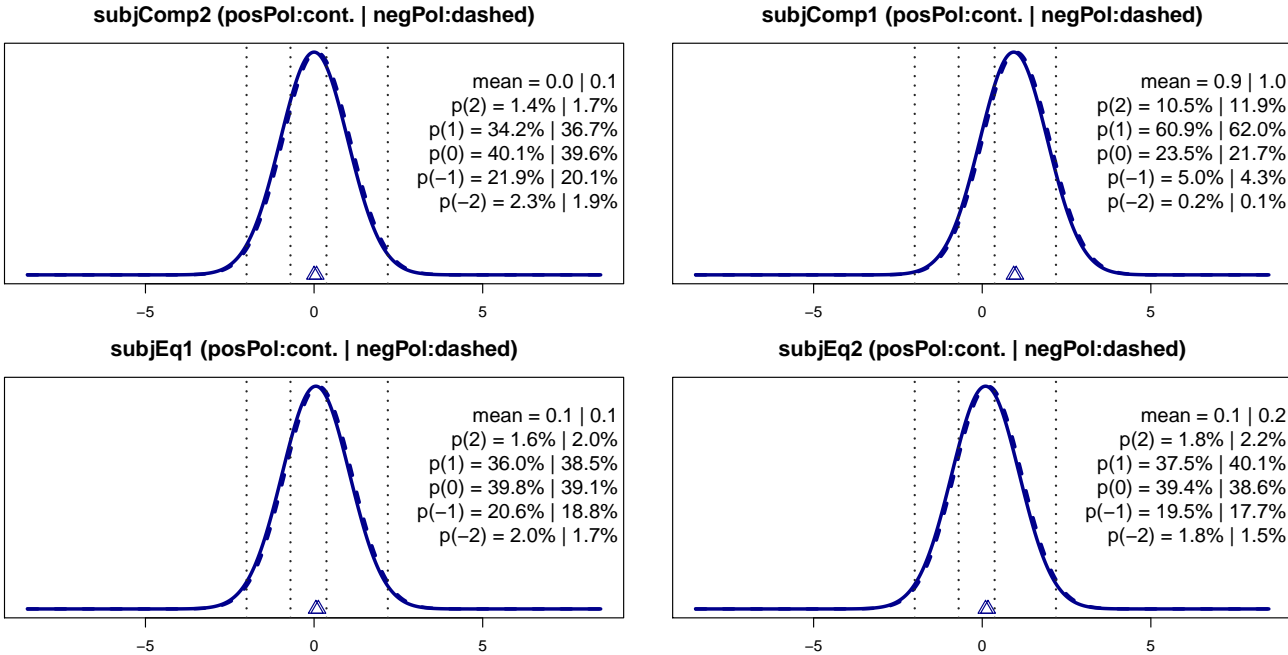 subjComp2 (posPol:cont. | negPol:dashed)
mean = 0.0 | 0.1
p(2) = 1.4% | 1.7%
p(1) = 34.2% | 36.7%
p(0) = 40.1% | 39.6%
p(−1) = 21.9% | 20.1%
p(−2) = 2.3% | 1.9%
−5 0 5
subjComp1 (posPol:cont. | negPol:dashed)
mean = 0.9 | 1.0
p(2) = 10.5% | 11.9%
p(1) = 60.9% | 62.0%
p(0) = 23.5% | 21.7%
p(−1) = 5.0% | 4.3%
p(−2) = 0.2% | 0.1%
−5 0 5
subjEq1 (posPol:cont. | negPol:dashed)
mean = 0.1 | 0.1
p(2) = 1.6% | 2.0%
p(1) = 36.0% | 38.5%
p(0) = 39.8% | 39.1%
p(−1) = 20.6% | 18.8%
p(−2) = 2.0% | 1.7%
−5 0 5
subjEq2 (posPol:cont. | negPol:dashed)
mean = 0.1 | 0.2
p(2) = 1.8% | 2.2%
p(1) = 37.5% | 40.1%
p(0) = 39.4% | 38.6%
p(−1) = 19.5% | 17.7%
p(−2) = 1.8% | 1.5%
−5 0 5